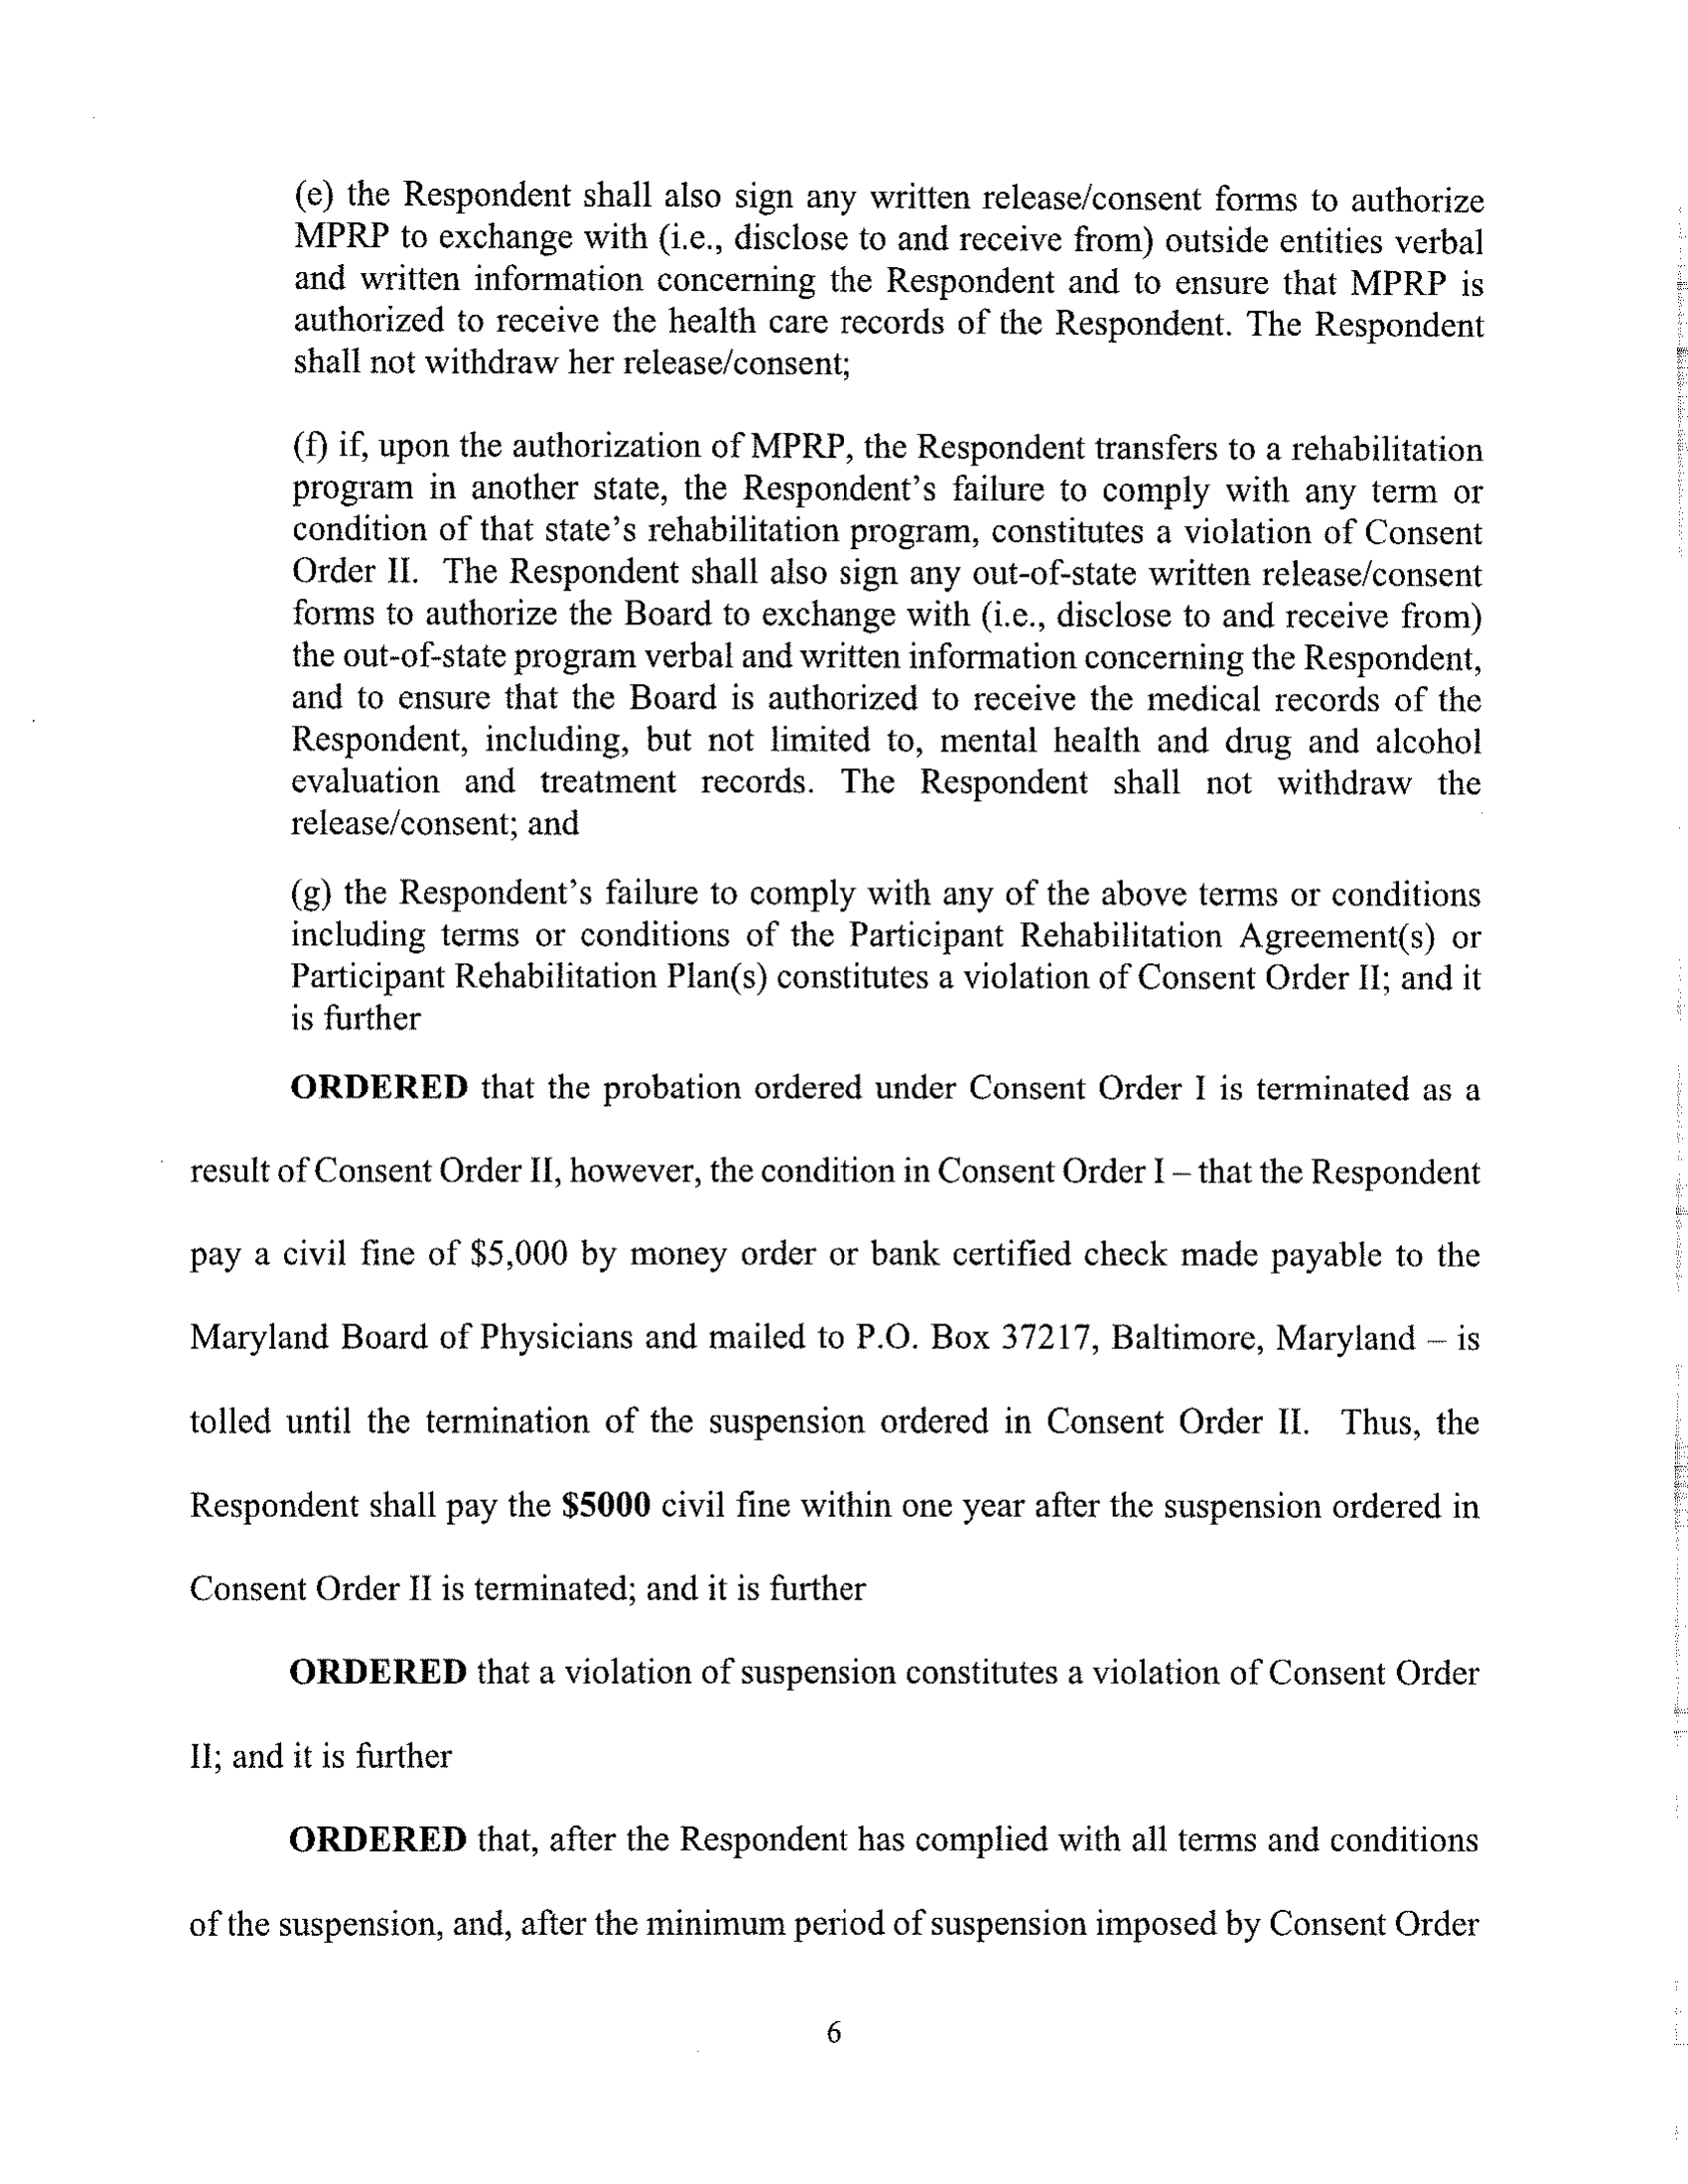 (e) the Respondent shall also sign any written release/consent forms to authorize
MPRP to exchange with (i.e., disclose to and receive from) outside entities verbal
and written information concerning the Respondent and to ensure that MPRP is
authorized to receive the health care records of the Respondent. The Respondent
shall not withdraw her release/consent;
(f) if, upon the authorization of MPRP, the Respondent transfers to a rehabilitation
program in another state, the Respondent's failure to comply with any term or
condition of that state's rehabilitation program, constitutes a violation of Consent
Order II. The Respondent shall also sign any out-of-state written release/consent
forms to authorize the Board to exchange with (i.e., disclose to and receive from)
the out-of-state program verbal and written information concerning the Respondent,
and to ensure that the Board is authorized to receive the medical records of the
Respondent, including, but not limited to, mental health and drug and alcohol
evaluation and treatment records. The Respondent shall not withdraw the
release/consent; and
(g) the Respondent's failure to comply with any of the above terms or conditions
including terms or conditions of the Participant Rehabilitation Agreement(s) or
Participant Rehabilitation Plan(s) constitutes a violation of Consent Order II; and it
is further
ORDERED that the probation ordered under Consent Order I is terminated as a
result of Consent Order II, however, the condition in Consent Order I – that the Respondent
pay a civil fine of $5,000 by money order or bank certified check made payable to the
Maryland Board of Physicians and mailed to P.O. Box 37217, Baltimore, Maryland – is
tolled until the termination of the suspension ordered in Consent Order II. Thus, the
Respondent shall pay the $5000 civil fine within one year after the suspension ordered in
Consent Order II is terminated; and it is further
ORDERED that a violation of suspension constitutes a violation of Consent Order
II; and it is further
ORDERED that, after the Respondent has complied with all terms and conditions
of the suspension, and, after the minimum period of suspension imposed by Consent Order
6